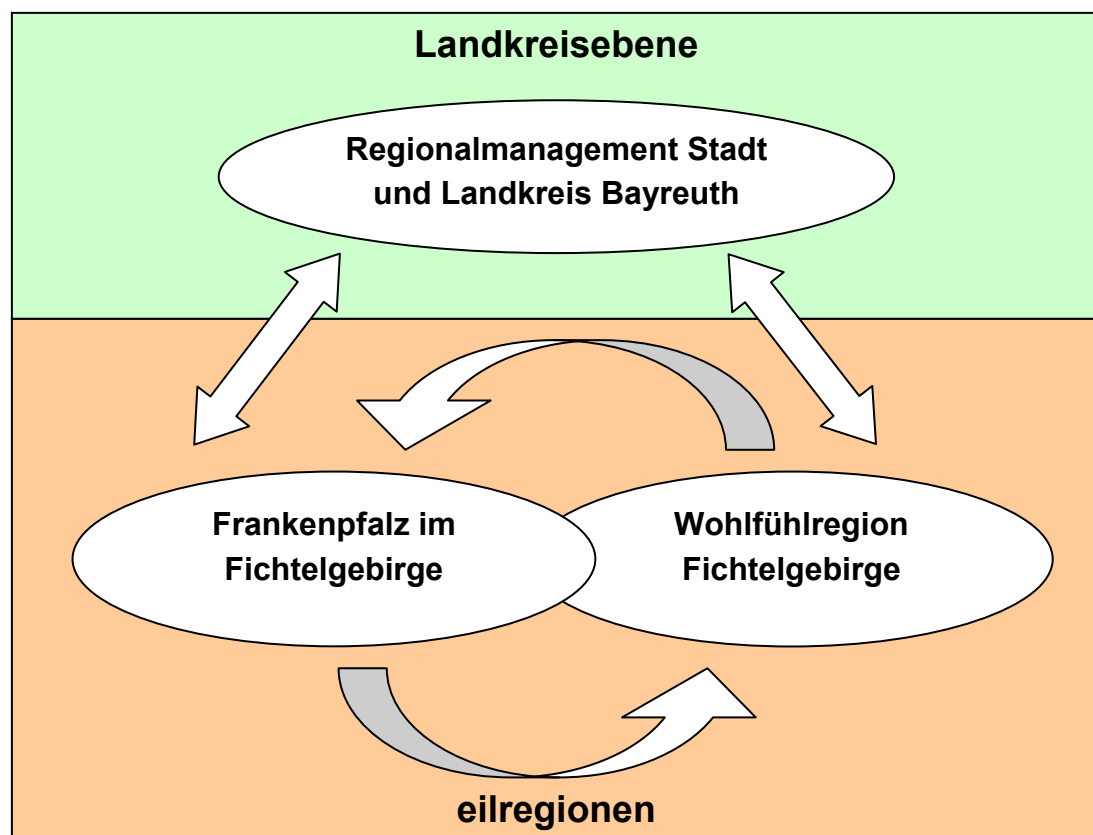 Landkreisebene
Regionalmanagement Stadt
und Landkreis Bayreuth
Frankenpfalz im
Fichtelgebirge
Wohlfühlregion
Fichtelgebirge
eilregionen